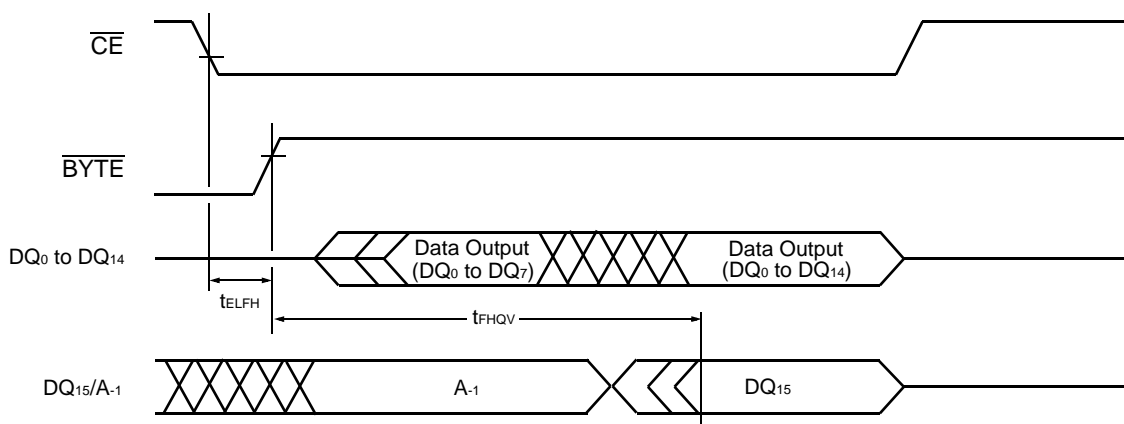 CE
BYTE
DQ0 to DQ14
Data Output
(DQ0 to DQ7)
Data Output
(DQ0 to DQ14)
tELFH
tFHQV
DQ15/A-1
A-1
DQ15